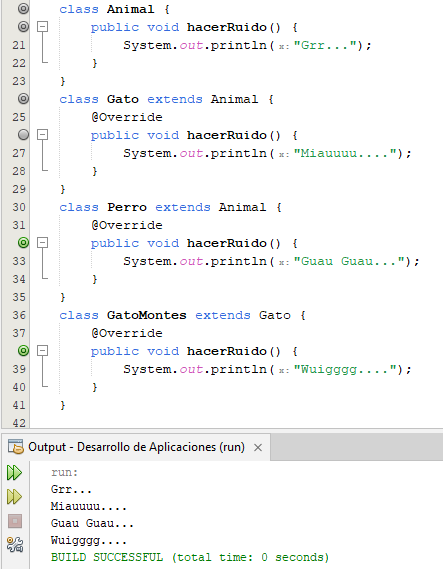 class Animal {
public void hacerRuido() {
21 System.out.println(x:"Grr...");
22 }
23 }
class Gato extends Animal {
25 @Override
public void hacerRuido() {
27 System.out.println(x:"Miauuuu....");
28 }
29 }
30 class Perro extends Animal {
31 @Override
public void hacerRuido() {
33 System.out.println(x:"Guau Guau...");
34 }
35 }
36 class GatoMontes extends Gato {
37 @Override
public void hacerRuido() {
39 System.out.println(x:"Wuigggg....");
40 }
41 }
42
Output - Desarrollo de Aplicaciones (run) ×
run:
Grr...
Miauuuu....
Guau Guau...
Wuigggg....
BUILD SUCCESSFUL (total time: 0 seconds)